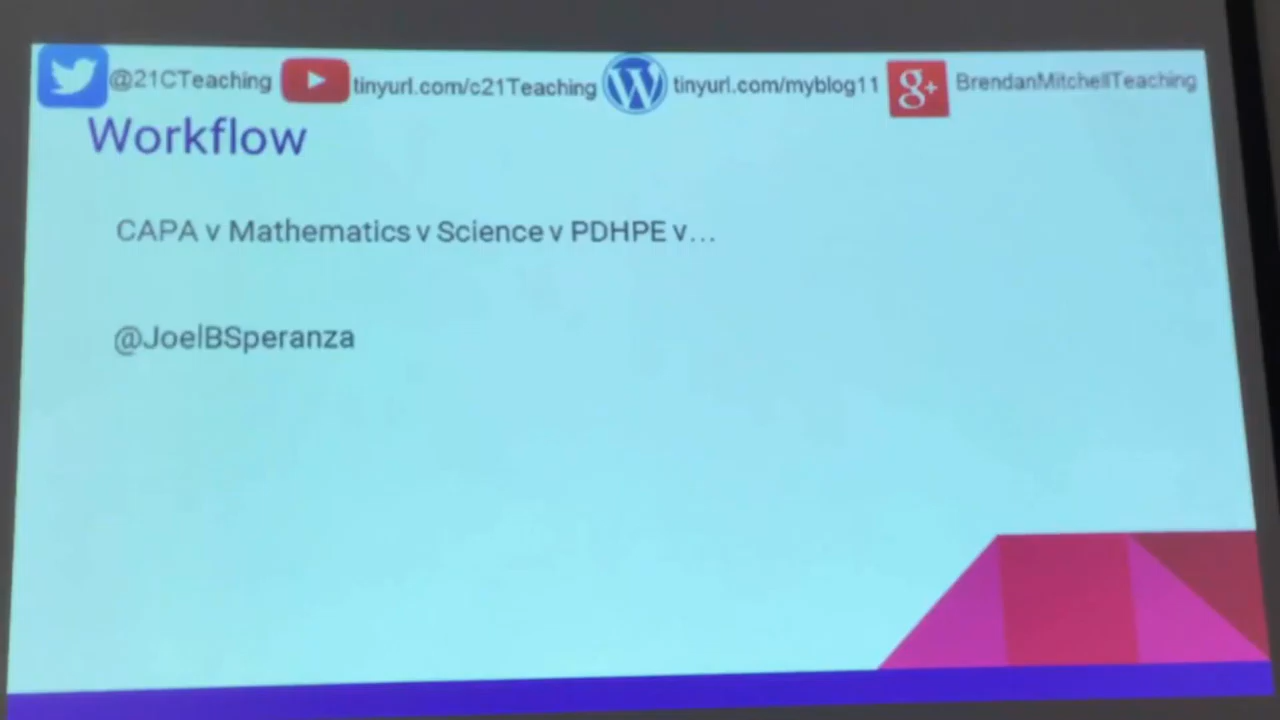 @21CTeaching tinyurl.com/c21Teaching tinyurl.com/myblog11 g+ BrendanMitchellTeaching
Workflow
CAPA v Mathematics v Science v PDHPE v...
@JoelBSperanza